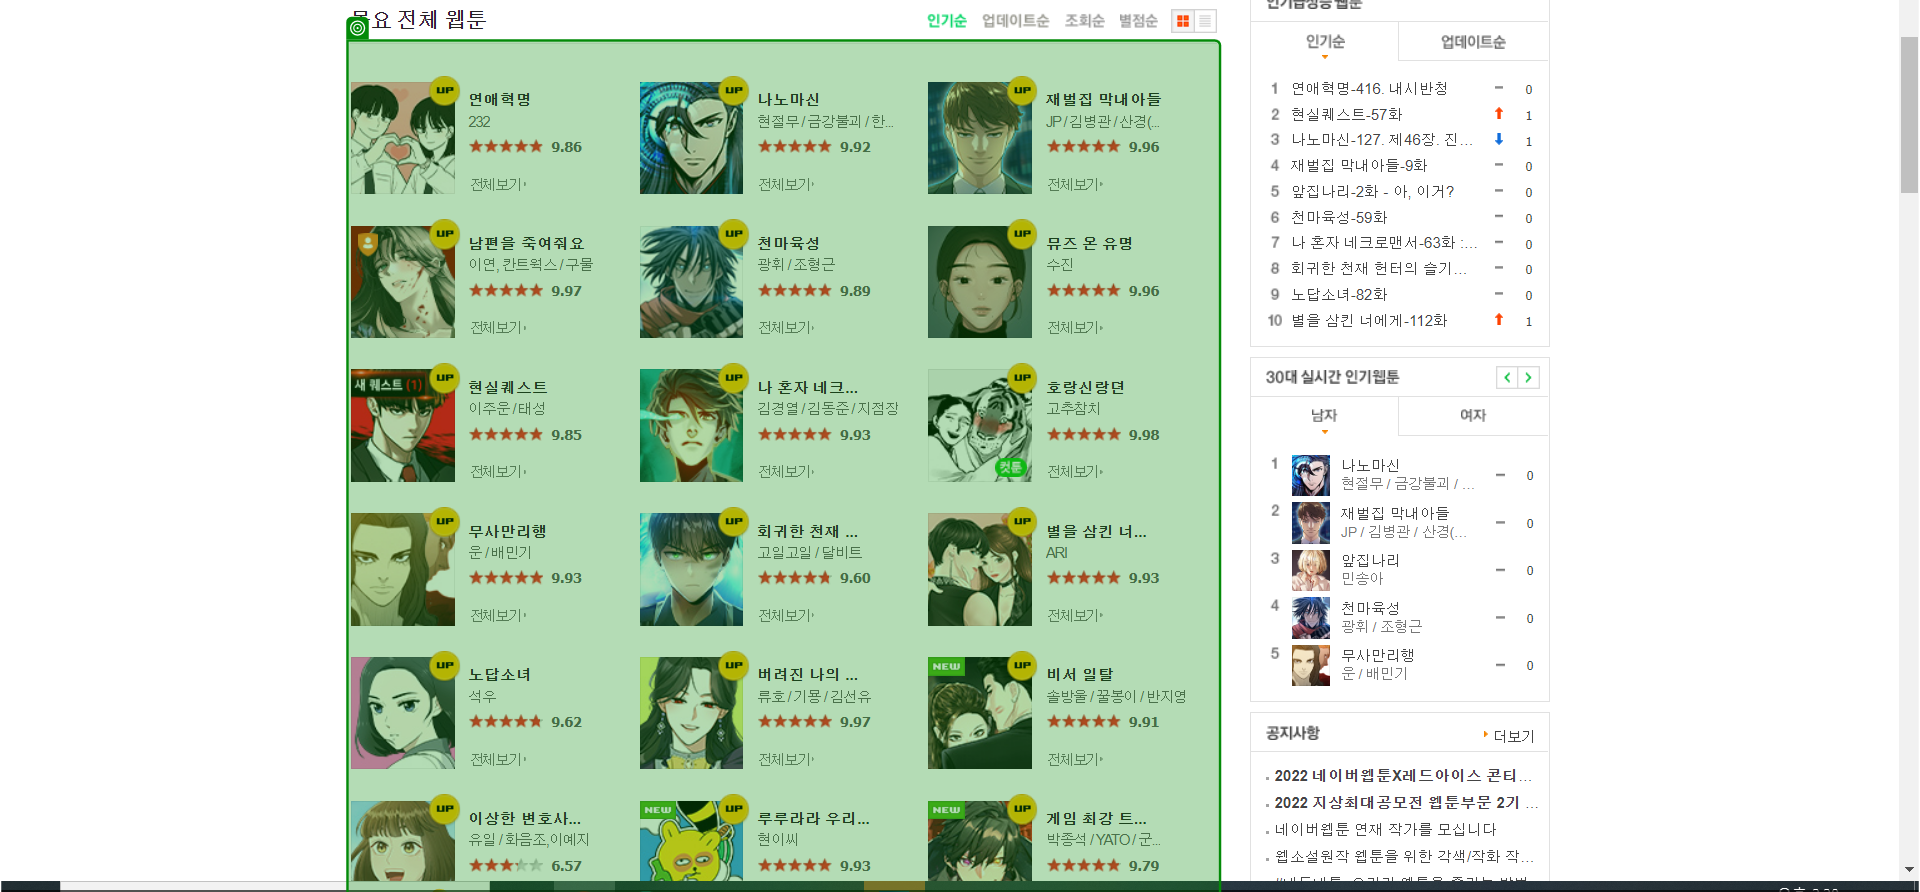 요 전체 웹툰
인기순 업데이트순 조회순 별점순
UP
연애혁명
232
9.86
전체보기
UP
나노마신
현절무 / 금강불괴 / 한...
9.92
전체보기
UP
재벌집 막내아들
JP / 김병관 / 산경(...
9.96
전체보기
UP
남편을 죽여줘요
이연, 칸트웍스 / 구물
9.97
전체보기
UP
천마육성
광휘 / 조형근
9.89
전체보기
UP
뮤즈 온 유명
수진
9.96
전체보기
새 퀘스트 (1)
UP
현실퀘스트
이주운 / 태성
9.85
전체보기
UP
나 혼자 네크...
김경열 / 김동준 / 지점장
9.93
전체보기
UP
컷툰
호랑신랑뎐
고추참치
9.98
전체보기
UP
무사만리행
운 / 배민기
9.93
전체보기
UP
회귀한 천재 ...
고일고일 / 달비트
9.60
전체보기
UP
별을 삼킨 너...
ARI
9.93
전체보기
UP
노답소녀
석우
9.62
전체보기
UP
버려진 나의 ...
류호 / 기묭 / 김선유
9.97
전체보기
NEW
UP
비서 일탈
솔방울 / 꿀봉이 / 반지영
9.91
전체보기
UP
이상한 변호사...
유일 / 화음조,이예지
6.57
NEW
UP
루루라라 우리...
현이씨
9.93
NEW
UP
게임 최강 트...
박종석 / YATO / 군...
9.79
인기급상승 웹툰
인기순 업데이트순
1 연애혁명-416. 내시반청 0
2 현실퀘스트-57화 1
3 나노마신-127. 제46장. 진... 1
4 재벌집 막내아들-9화 0
5 앞집나리-2화 - 아, 이거? 0
6 천마육성-59화 0
7 나 혼자 네크로맨서-63화 :... 0
8 회귀한 천재 헌터의 슬기... 0
9 노답소녀-82화 0
10 별을 삼킨 너에게-112화 1
30대 실시간 인기웹툰
남자 여자
1 나노마신 0
현절무 / 금강불괴 / ...
2 재벌집 막내아들 0
JP / 김병관 / 산경(...
3 앞집나리 0
민송아
4 천마육성 0
광휘 / 조형근
5 무사만리행 0
운 / 배민기
공지사항 더보기
2022 네이버웹툰X레드아이스 콘티...
2022 지상최대공모전 웹툰부문 2기 ...
네이버웹툰 연재 작가를 모십니다
웹소설원작 웹툰을 위한 각색/작화 작...